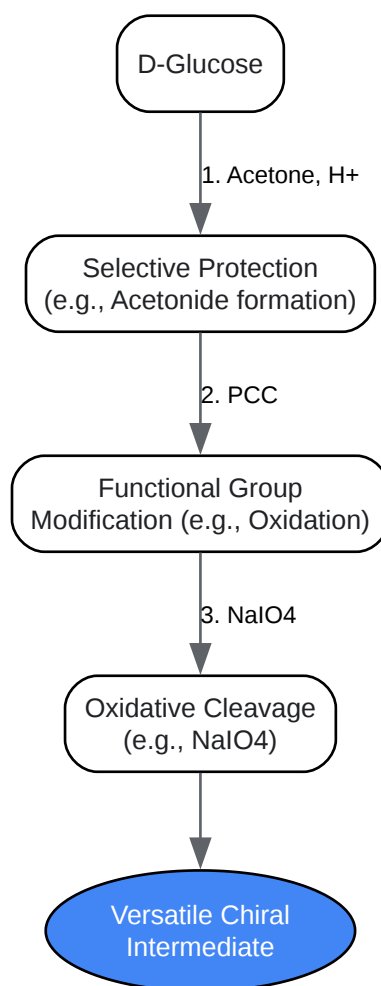 D-Glucose
1. Acetone, H+
Selective Protection
(e.g., Acetonide formation)
2. PCC
Functional Group
Modification (e.g., Oxidation)
3. NaIO4
Oxidative Cleavage
(e.g., NaIO4)
Versatile Chiral
Intermediate